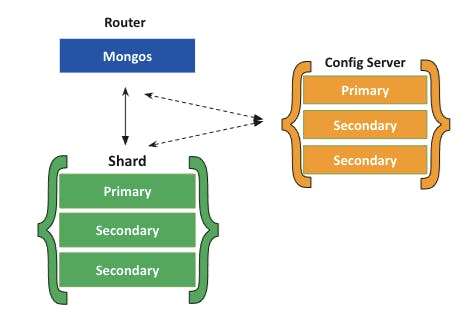 Router
Mongos
Config Server
Primary
Secondary
Secondary
Shard
Primary
Secondary
Secondary